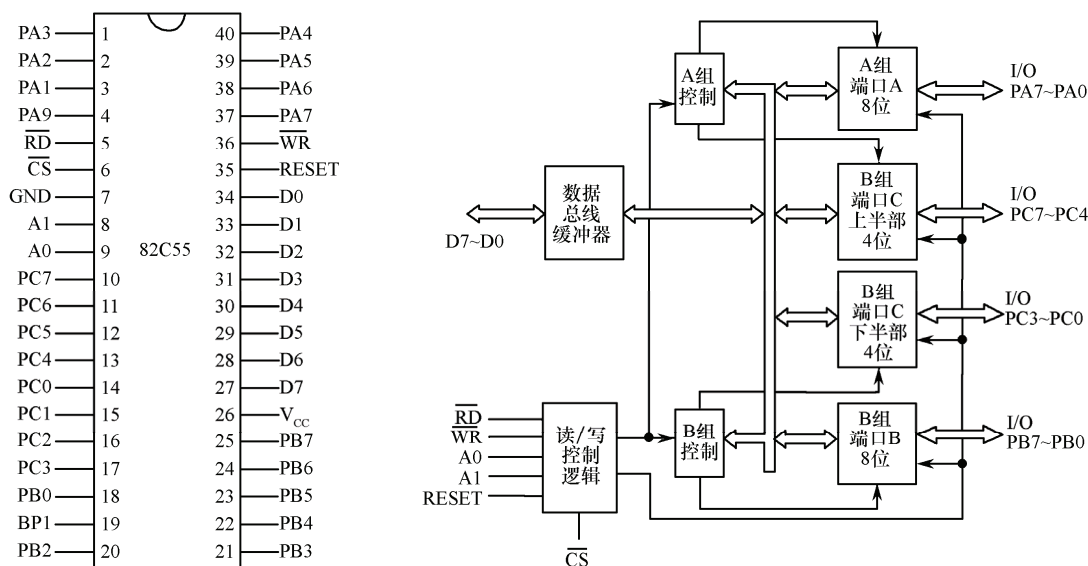 PA3 1 40 PA4
PA2 2 39 PA5
PA1 3 38 PA6
PA9 4 37 PA7
RD 5 36 WR
CS 6 35 RESET
GND 7 34 D0
A1 8 33 D1
A0 9 82C55 32 D2
PC7 10 31 D3
PC6 11 30 D4
PC5 12 29 D5
PC4 13 28 D6
PC0 14 27 D7
PC1 15 26 VCC
PC2 16 25 PB7
PC3 17 24 PB6
PB0 18 23 PB5
BP1 19 22 PB4
PB2 20 21 PB3
A组
控制
A组
端口A
8位
I/O
PA7~PA0
数据
总线
缓冲器
D7~D0
B组
端口C
上半部
4位
I/O
PC7~PC4
B组
端口C
下半部
4位
I/O
PC3~PC0
RD
WR
A0
A1
RESET
读/写
控制
逻辑
CS
B组
控制
B组
端口B
8位
I/O
PB7~PB0